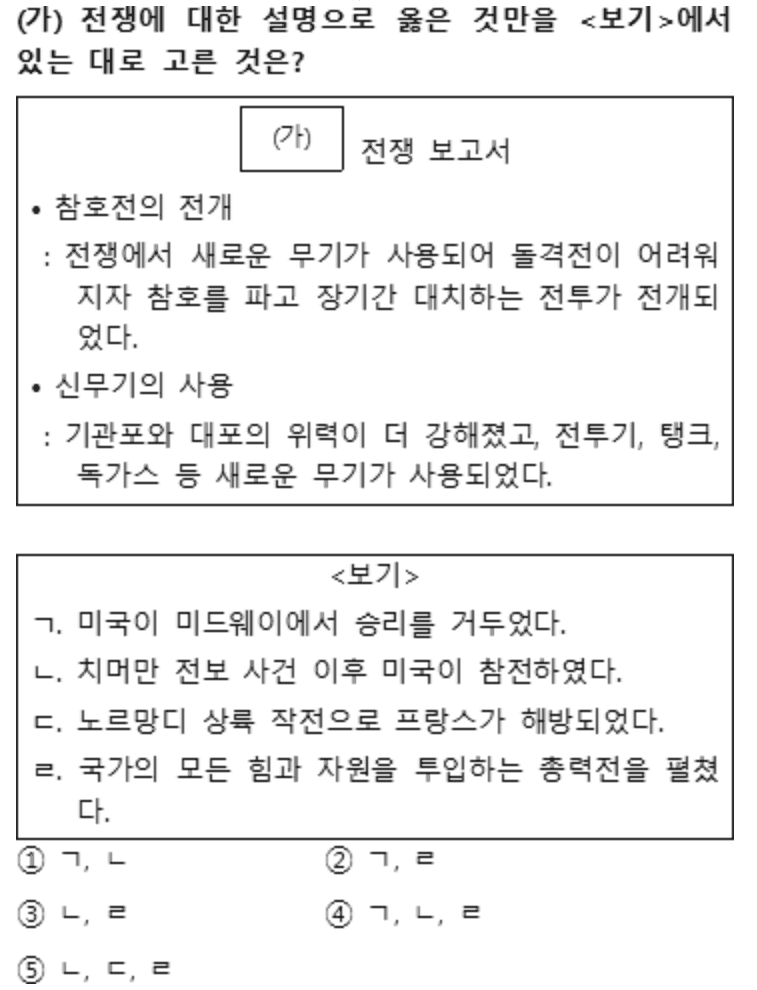 (가) 전쟁에 대한 설명으로 옳은 것만을 <보기>에서
있는 대로 고른 것은?
(가) 전쟁 보고서
• 참호전의 전개
: 전쟁에서 새로운 무기가 사용되어 돌격전이 어려워
지자 참호를 파고 장기간 대치하는 전투가 전개되
었다.
• 신무기의 사용
: 기관포와 대포의 위력이 더 강해졌고, 전투기, 탱크,
독가스 등 새로운 무기가 사용되었다.
<보기>
ㄱ. 미국이 미드웨이에서 승리를 거두었다.
ㄴ. 치머만 전보 사건 이후 미국이 참전하였다.
ㄷ. 노르망디 상륙 작전으로 프랑스가 해방되었다.
ㄹ. 국가의 모든 힘과 자원을 투입하는 총력전을 펼쳤
다.
① ㄱ, ㄴ ② ㄱ, ㄹ
③ ㄴ, ㄹ ④ ㄱ, ㄴ, ㄹ
⑤ ㄴ, ㄷ, ㄹ